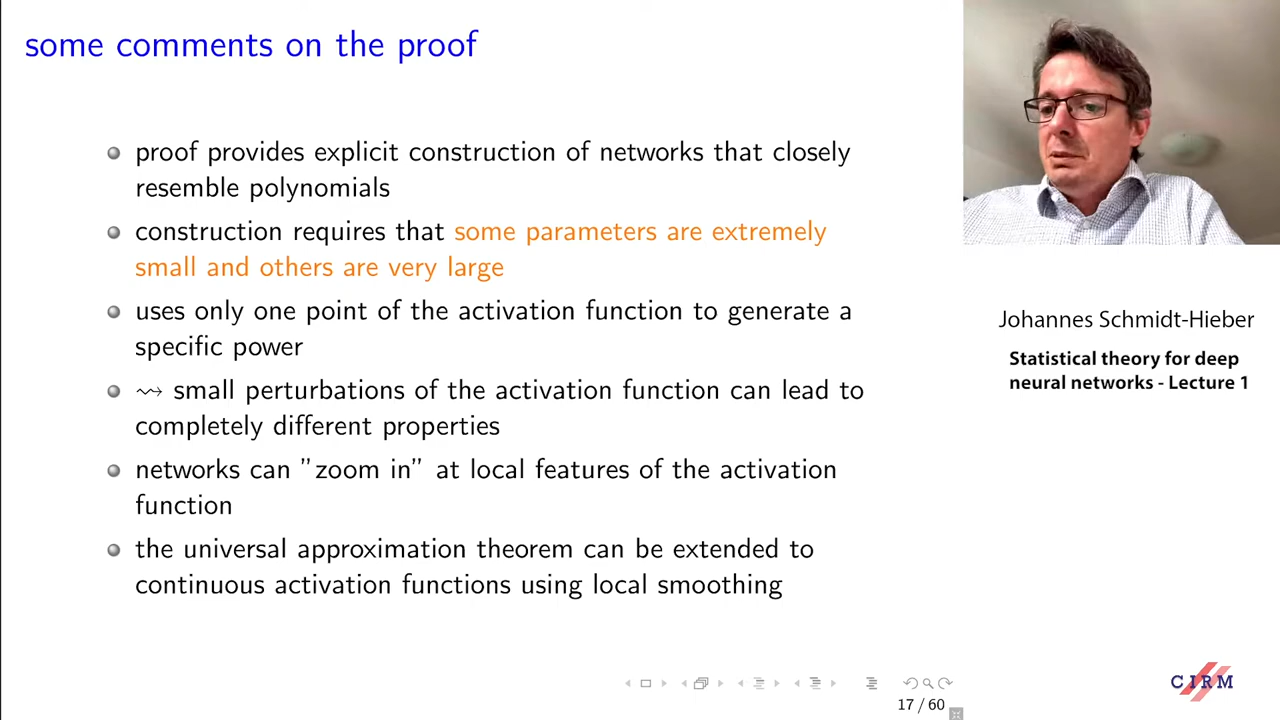 some comments on the proof
proof provides explicit construction of networks that closely
resemble polynomials
construction requires that some parameters are extremely
small and others are very large
uses only one point of the activation function to generate a
specific power
⇝ small perturbations of the activation function can lead to
completely different properties
networks can ”zoom in” at local features of the activation
function
the universal approximation theorem can be extended to
continuous activation functions using local smoothing
17 / 60
Johannes Schmidt-Hieber
Statistical theory for deep
neural networks - Lecture 1
CIRM